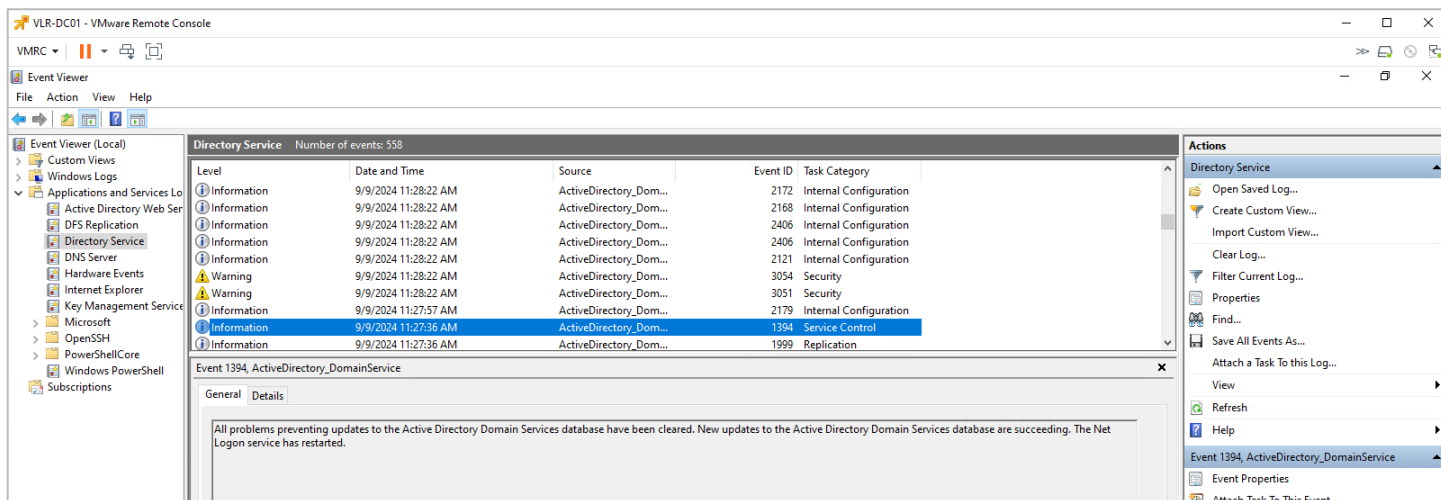 VLR-DC01 - VMware Remote Console
VMRC
Event Viewer
File Action View Help
Event Viewer (Local)
Custom Views
Windows Logs
Applications and Services Lo
Active Directory Web Ser
DFS Replication
Directory Service
DNS Server
Hardware Events
Internet Explorer
Key Management Service
Microsoft
OpenSSH
PowerShellCore
Windows PowerShell
Subscriptions
Directory Service Number of events: 558
Level Date and Time Source Event ID Task Category
Information 9/9/2024 11:28:22 AM ActiveDirectory_Dom... 2172 Internal Configuration
Information 9/9/2024 11:28:22 AM ActiveDirectory_Dom... 2168 Internal Configuration
Information 9/9/2024 11:28:22 AM ActiveDirectory_Dom... 2406 Internal Configuration
Information 9/9/2024 11:28:22 AM ActiveDirectory_Dom... 2406 Internal Configuration
Information 9/9/2024 11:28:22 AM ActiveDirectory_Dom... 2121 Internal Configuration
Warning 9/9/2024 11:28:22 AM ActiveDirectory_Dom... 3054 Security
Warning 9/9/2024 11:28:22 AM ActiveDirectory_Dom... 3051 Security
Information 9/9/2024 11:27:57 AM ActiveDirectory_Dom... 2179 Internal Configuration
Information 9/9/2024 11:27:36 AM ActiveDirectory_Dom... 1394 Service Control
Information 9/9/2024 11:27:36 AM ActiveDirectory_Dom... 1999 Replication
Event 1394, ActiveDirectory_DomainService
General Details
All problems preventing updates to the Active Directory Domain Services database have been cleared. New updates to the Active Directory Domain Services database are succeeding. The Net
Logon service has restarted.
Actions
Directory Service
Open Saved Log...
Create Custom View...
Import Custom View...
Clear Log...
Filter Current Log...
Properties
Find...
Save All Events As...
Attach a Task To this Log...
View
Refresh
Help
Event 1394, ActiveDirectory_DomainService
Event Properties
Attach Task To This Event...